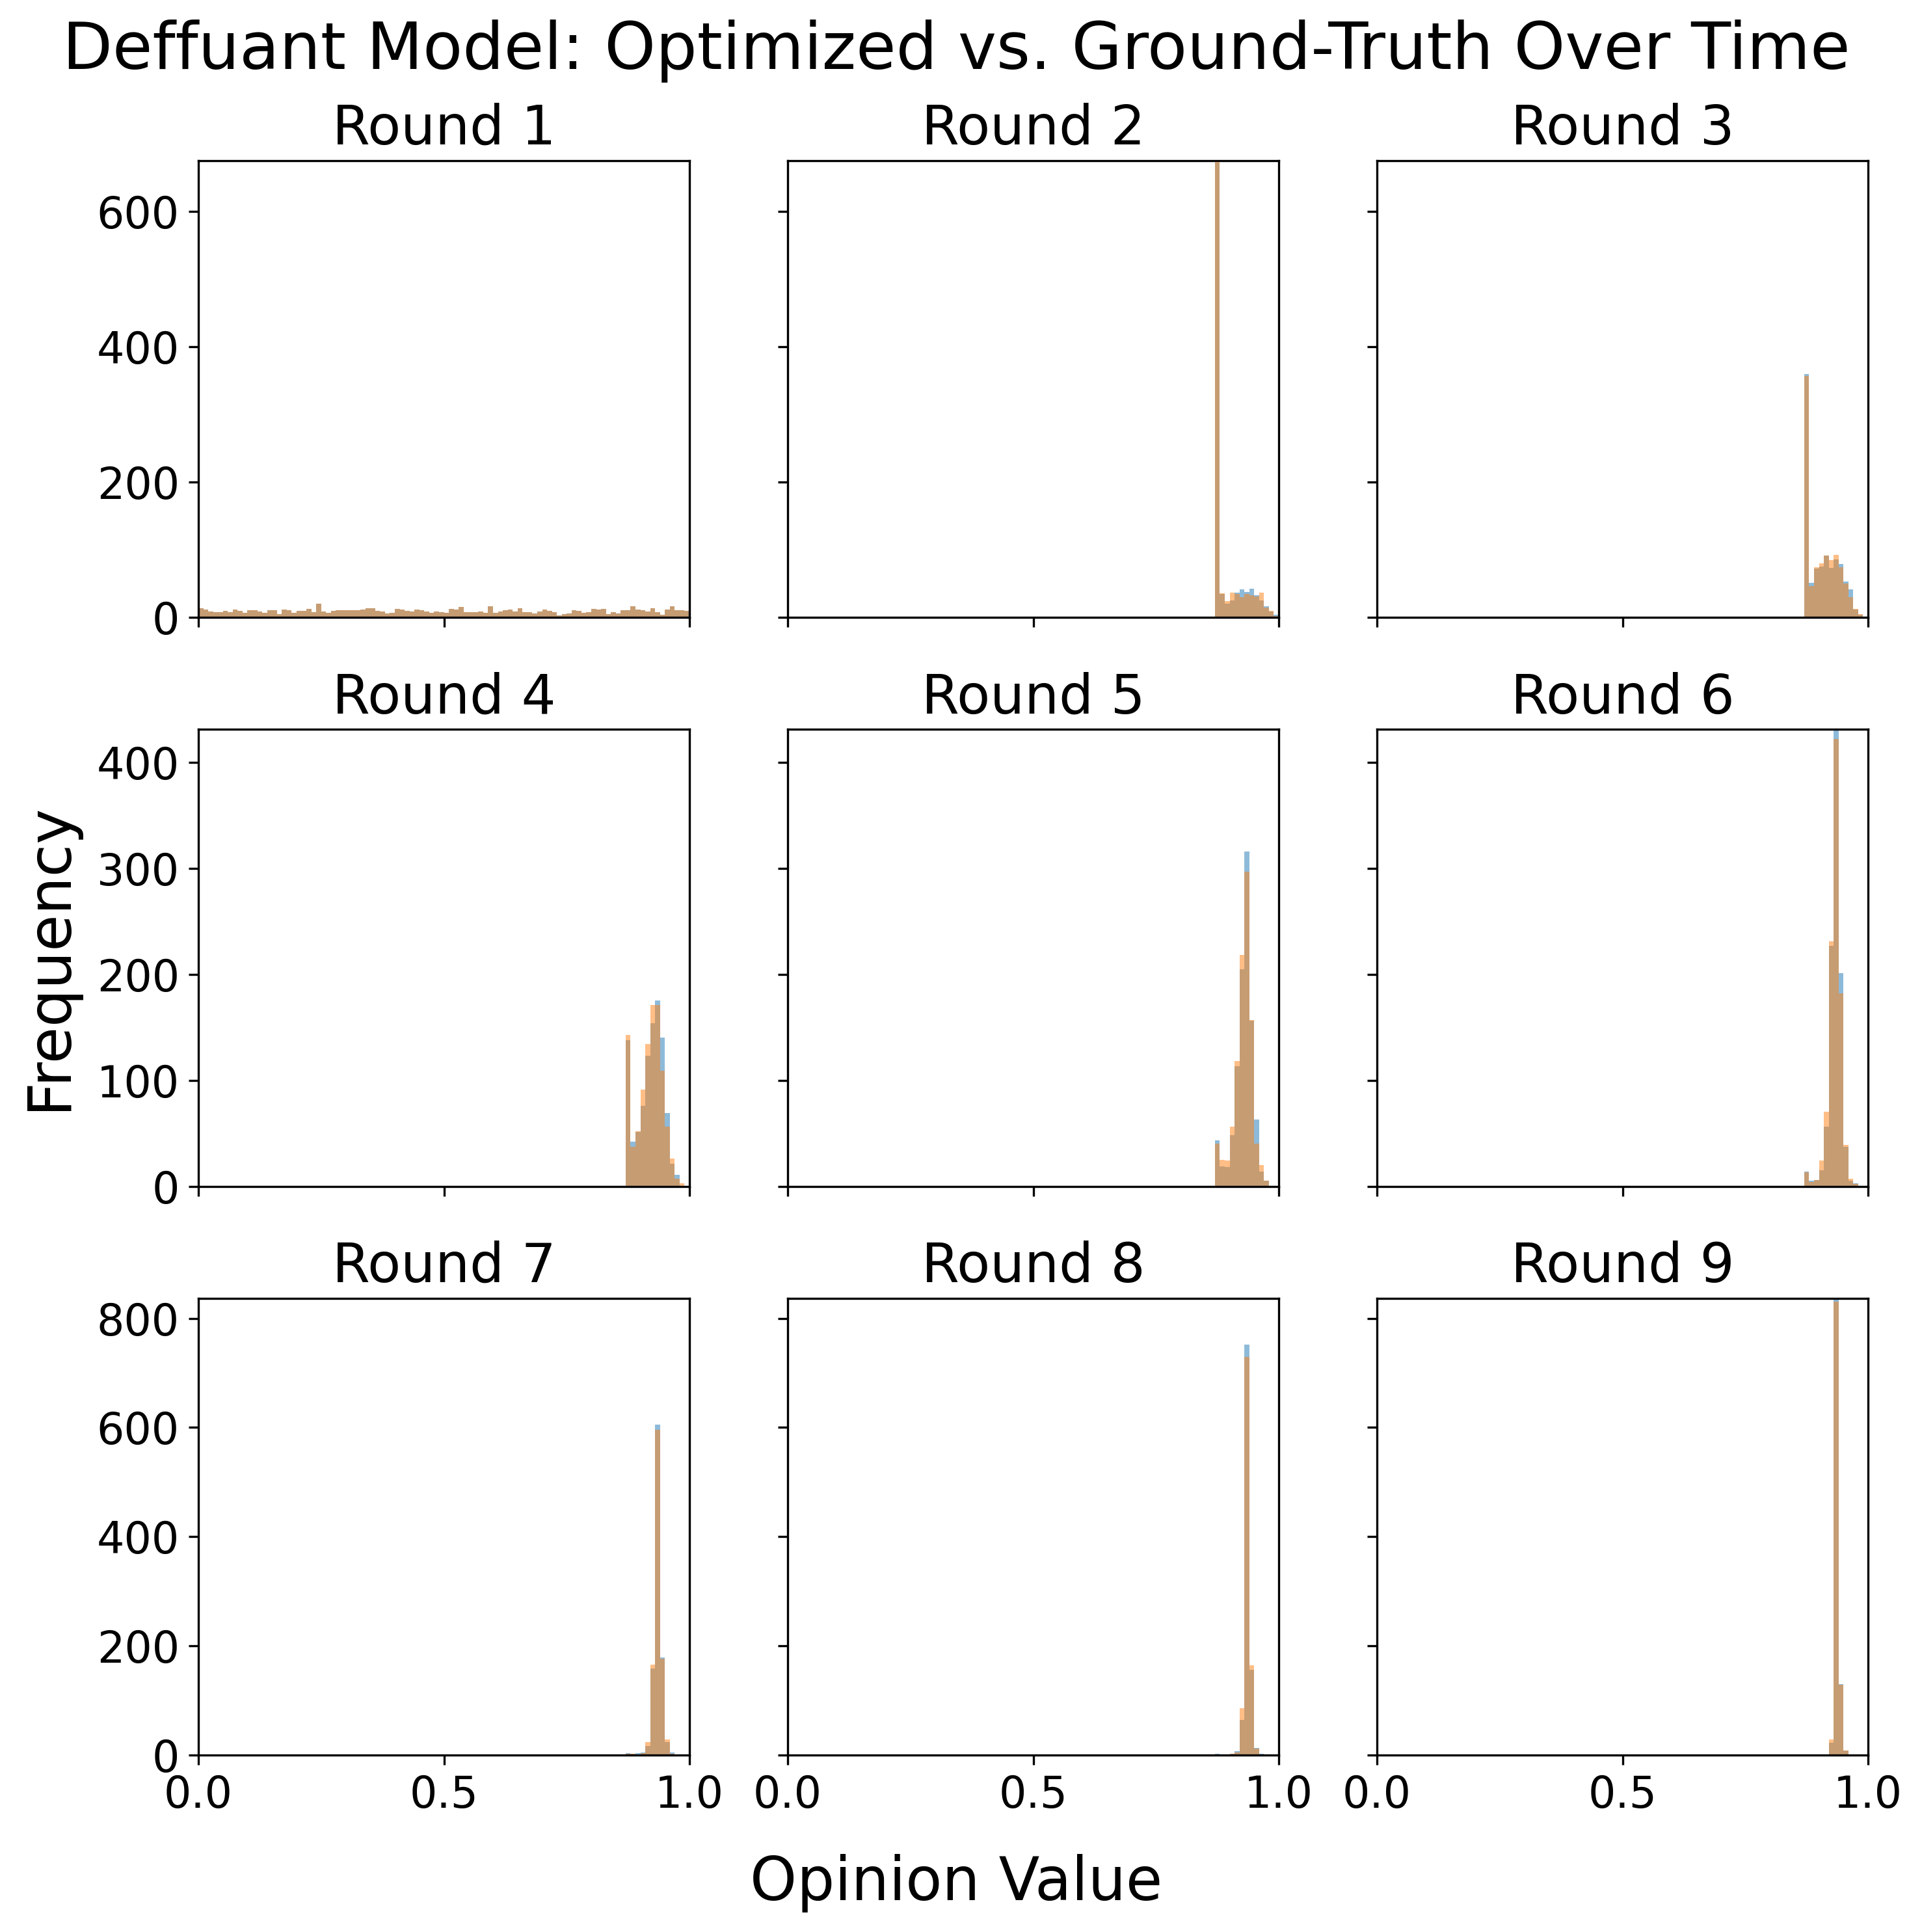 Deffuant Model: Optimized vs. Ground-Truth Over Time
Round 1
Round 2
Round 3
600
400
200
0
Round 4
Round 5
Round 6
400
300
200
100
0
Frequency
Round 7
Round 8
Round 9
800
600
400
200
0
0.0 0.5 1.0 0.0 0.5 1.0 0.0 0.5 1.0
Opinion Value